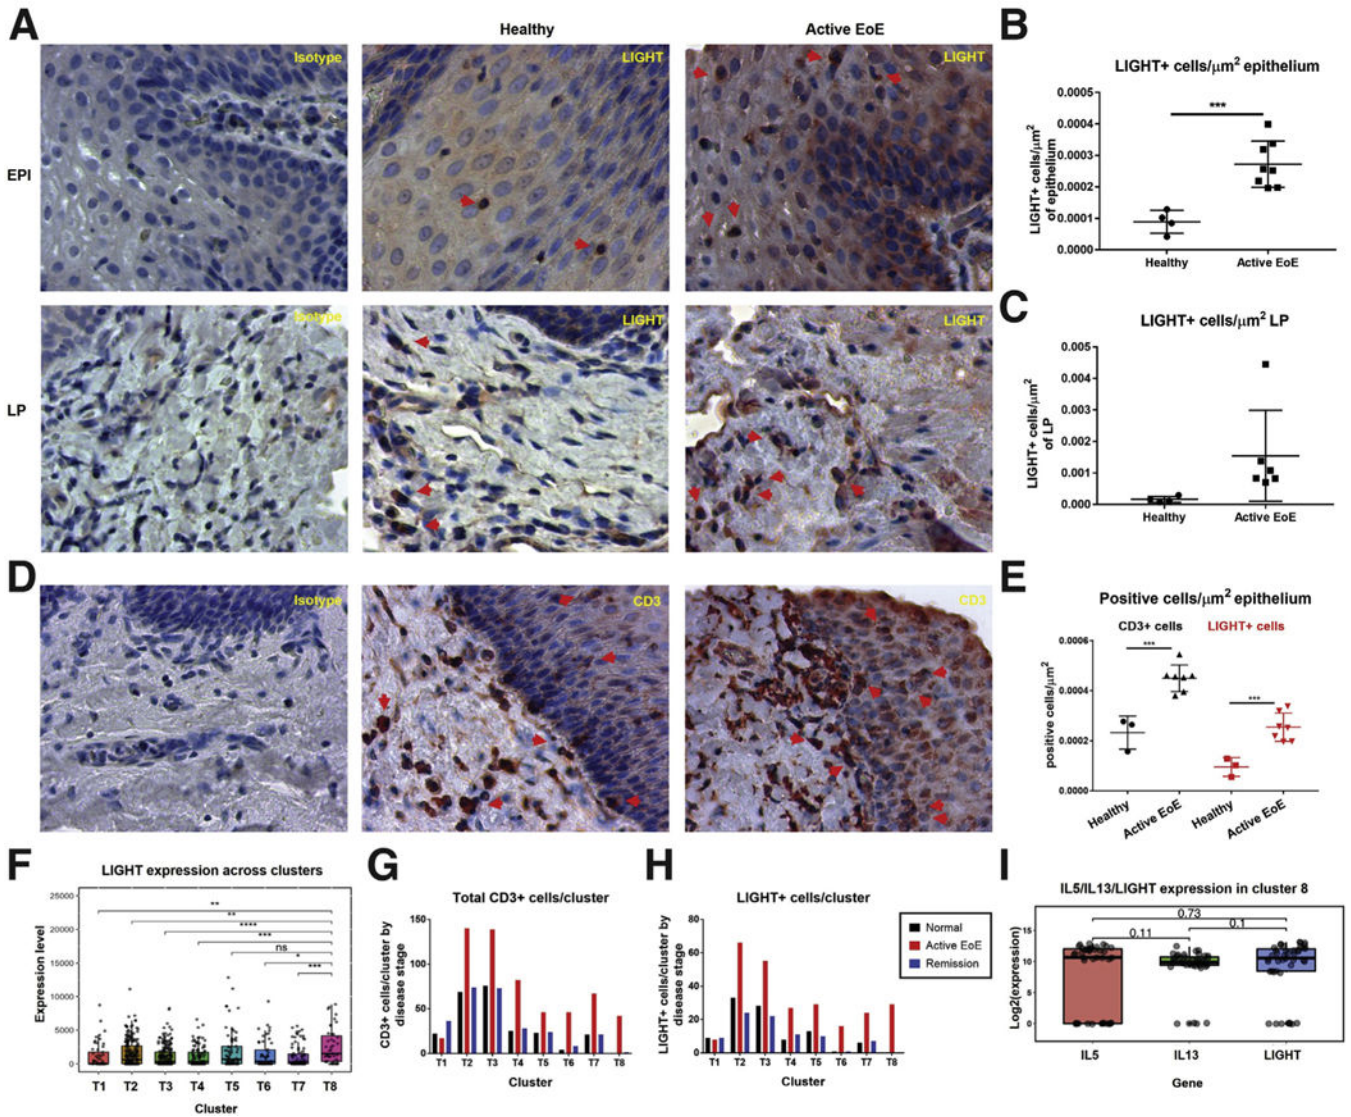 A
Healthy
Active EoE
Isotype
LIGHT
LIGHT
EPI
Isotype
LIGHT
LIGHT
LP
B
LIGHT+ cells/μm² epithelium
LIGHT+ cells/μm²
of epithelium
0.0005
0.0004
0.0003
0.0002
0.0001
0.0000
***
Healthy
Active EoE
C
LIGHT+ cells/μm² LP
LIGHT+ cells/μm²
of LP
0.005
0.004
0.003
0.002
0.001
0.000
Healthy
Active EoE
D
Isotype
CD3
CD3
E
Positive cells/μm² epithelium
CD3+ cells
LIGHT+ cells
positive cells/μm²
0.0006
0.0004
0.0002
0.0000
***
***
Healthy
Active EoE
Healthy
Active EoE
F
LIGHT expression across clusters
Expression level
25000
20000
15000
10000
5000
0
**
**
****
***
ns
*
***
T1 T2 T3 T4 T5 T6 T7 T8
Cluster
G
Total CD3+ cells/cluster
CD3+ cells/cluster by
disease stage
150
100
50
0
T1 T2 T3 T4 T5 T6 T7 T8
Cluster
H
LIGHT+ cells/cluster
LIGHT+ cells/cluster by
disease stage
80
60
40
20
0
T1 T2 T3 T4 T5 T6 T7 T8
Cluster
Normal
Active EoE
Remission
I
IL5/IL13/LIGHT expression in cluster 8
Log2(expression)
15
10
5
0
0.73
0.11
0.1
IL5 IL13 LIGHT
Gene